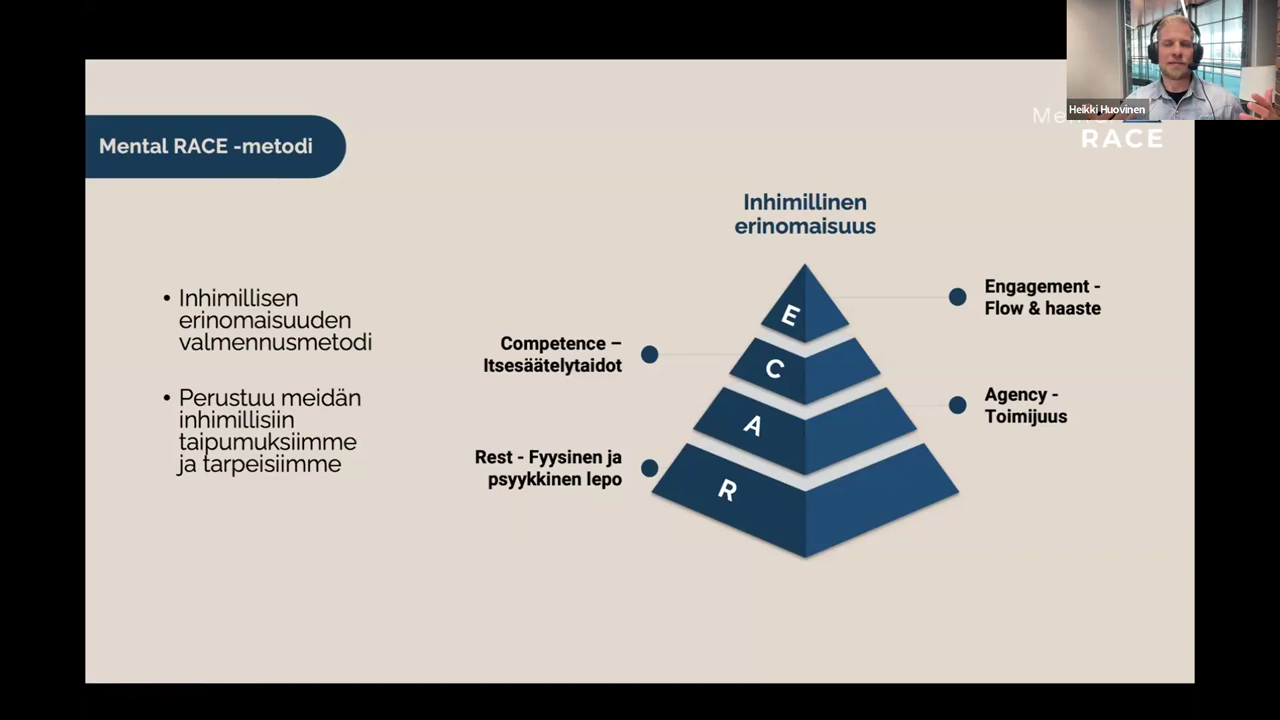 Heikki Huovinen
RACE
Mental RACE -metodi
Inhimillinen
erinomaisuus
• Inhimillisen
erinomaisuuden
valmennusmetodi
• Perustuu meidän
inhimillisiin
taipumuksiimme
ja tarpeisiimme
E
C
A
R
Engagement -
Flow & haaste
Competence –
Itsesäätelytaidot
Agency -
Toimijuus
Rest - Fyysinen ja
psyykkinen lepo